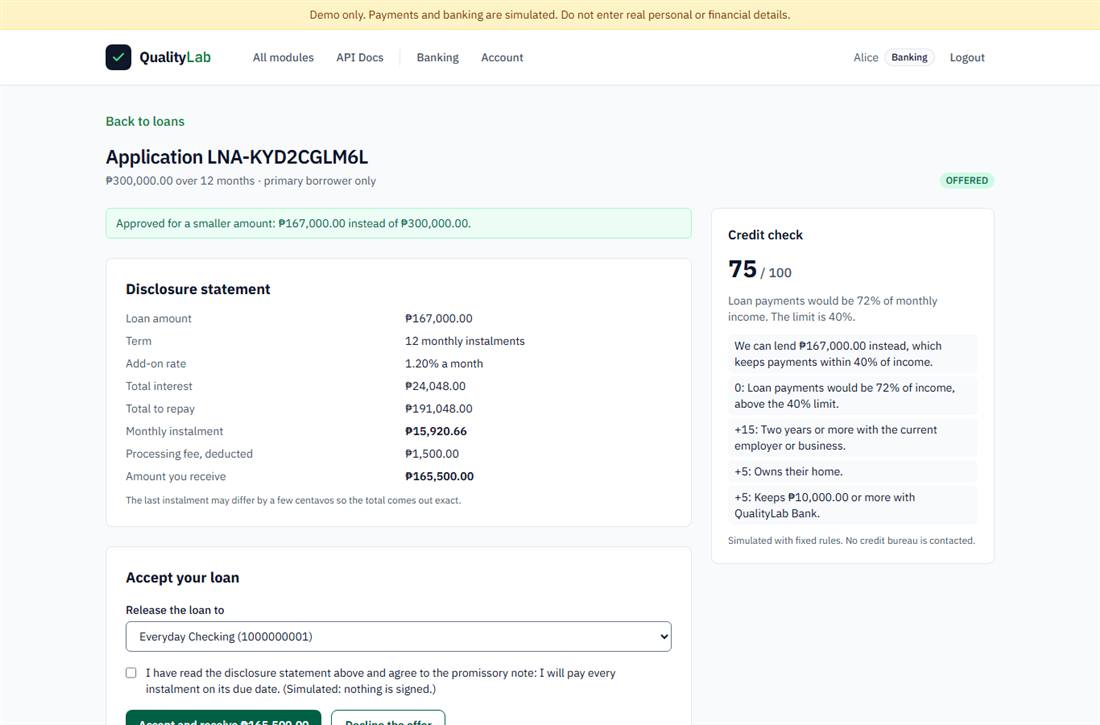 Demo only. Payments and banking are simulated. Do not enter real personal or financial details.
QualityLab
All modules
API Docs
Banking
Account
Alice
Banking
Logout
Back to loans
Application LNA-KYD2CGLM6L
₱300,000.00 over 12 months · primary borrower only
OFFERED
Approved for a smaller amount: ₱167,000.00 instead of ₱300,000.00.
Disclosure statement
Loan amount ₱167,000.00
Term 12 monthly instalments
Add-on rate 1.20% a month
Total interest ₱24,048.00
Total to repay ₱191,048.00
Monthly instalment ₱15,920.66
Processing fee, deducted ₱1,500.00
Amount you receive ₱165,500.00
The last instalment may differ by a few centavos so the total comes out exact.
Accept your loan
Release the loan to
Everyday Checking (1000000001)
I have read the disclosure statement above and agree to the promissory note: I will pay every
instalment on its due date. (Simulated: nothing is signed.)
Accept and receive ₱165,500.00
Decline the offer
Credit check
75 / 100
Loan payments would be 72% of monthly
income. The limit is 40%.
We can lend ₱167,000.00 instead, which
keeps payments within 40% of income.
0: Loan payments would be 72% of income,
above the 40% limit.
+15: Two years or more with the current
employer or business.
+5: Owns their home.
+5: Keeps ₱10,000.00 or more with
QualityLab Bank.
Simulated with fixed rules. No credit bureau is contacted.